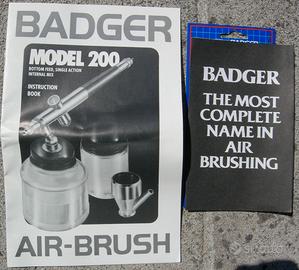 BADGER
MODEL 200
BOTTOM FEED, SINGLE ACTION
INTERNAL MIX
INSTRUCTION
BOOK
AIR-BRUSH
BADGER
BADGER
THE MOST
COMPLETE
NAME IN
AIR
BRUSHING